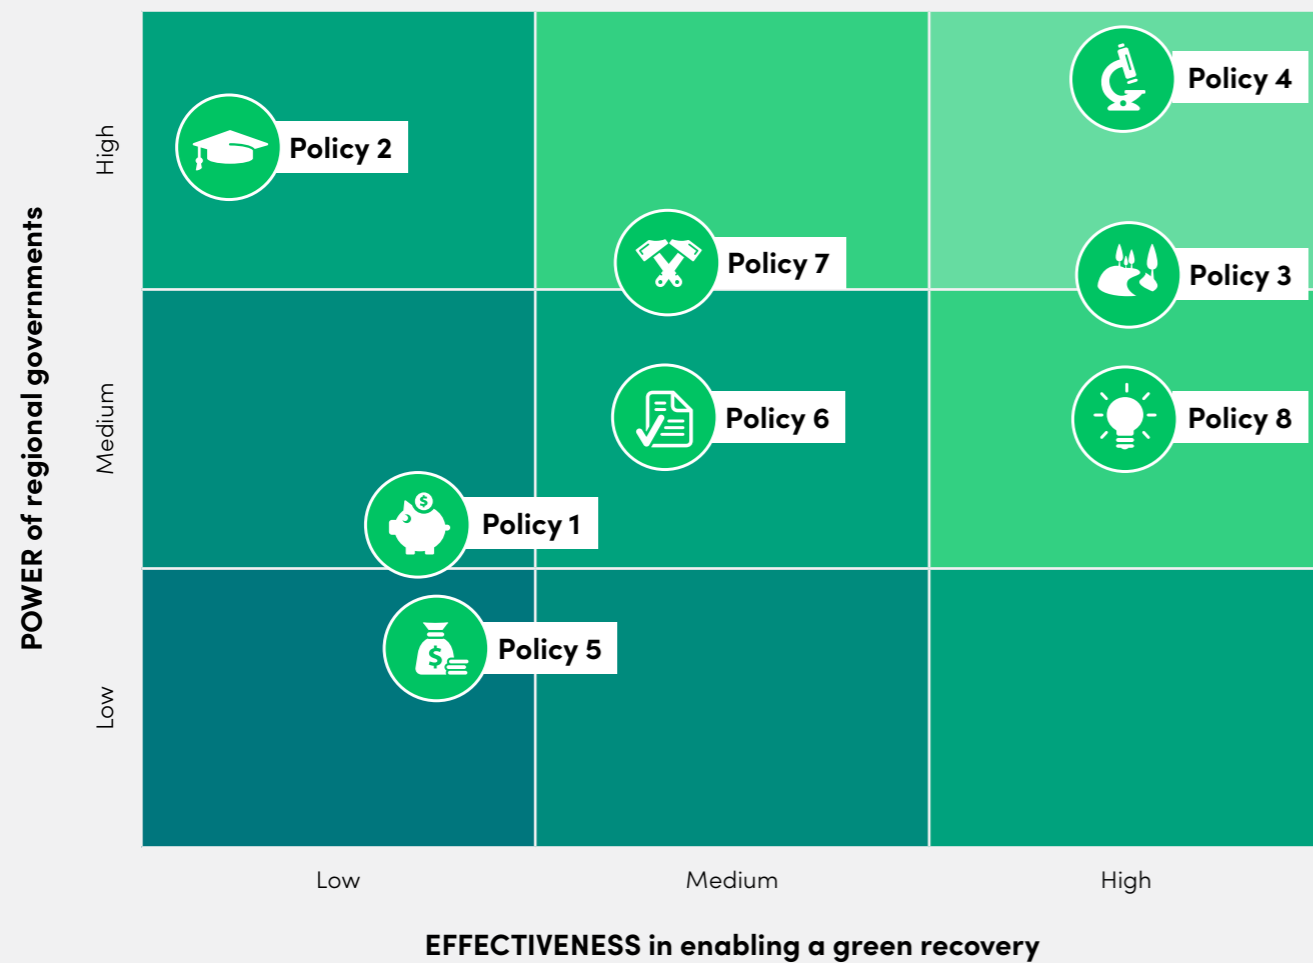 POWER of regional governments
High
Medium
Low
Policy 4
Policy 2
Policy 7
Policy 3
Policy 6
Policy 8
$
Policy 1
$
Policy 5
Low
Medium
High
EFFECTIVENESS in enabling a green recovery